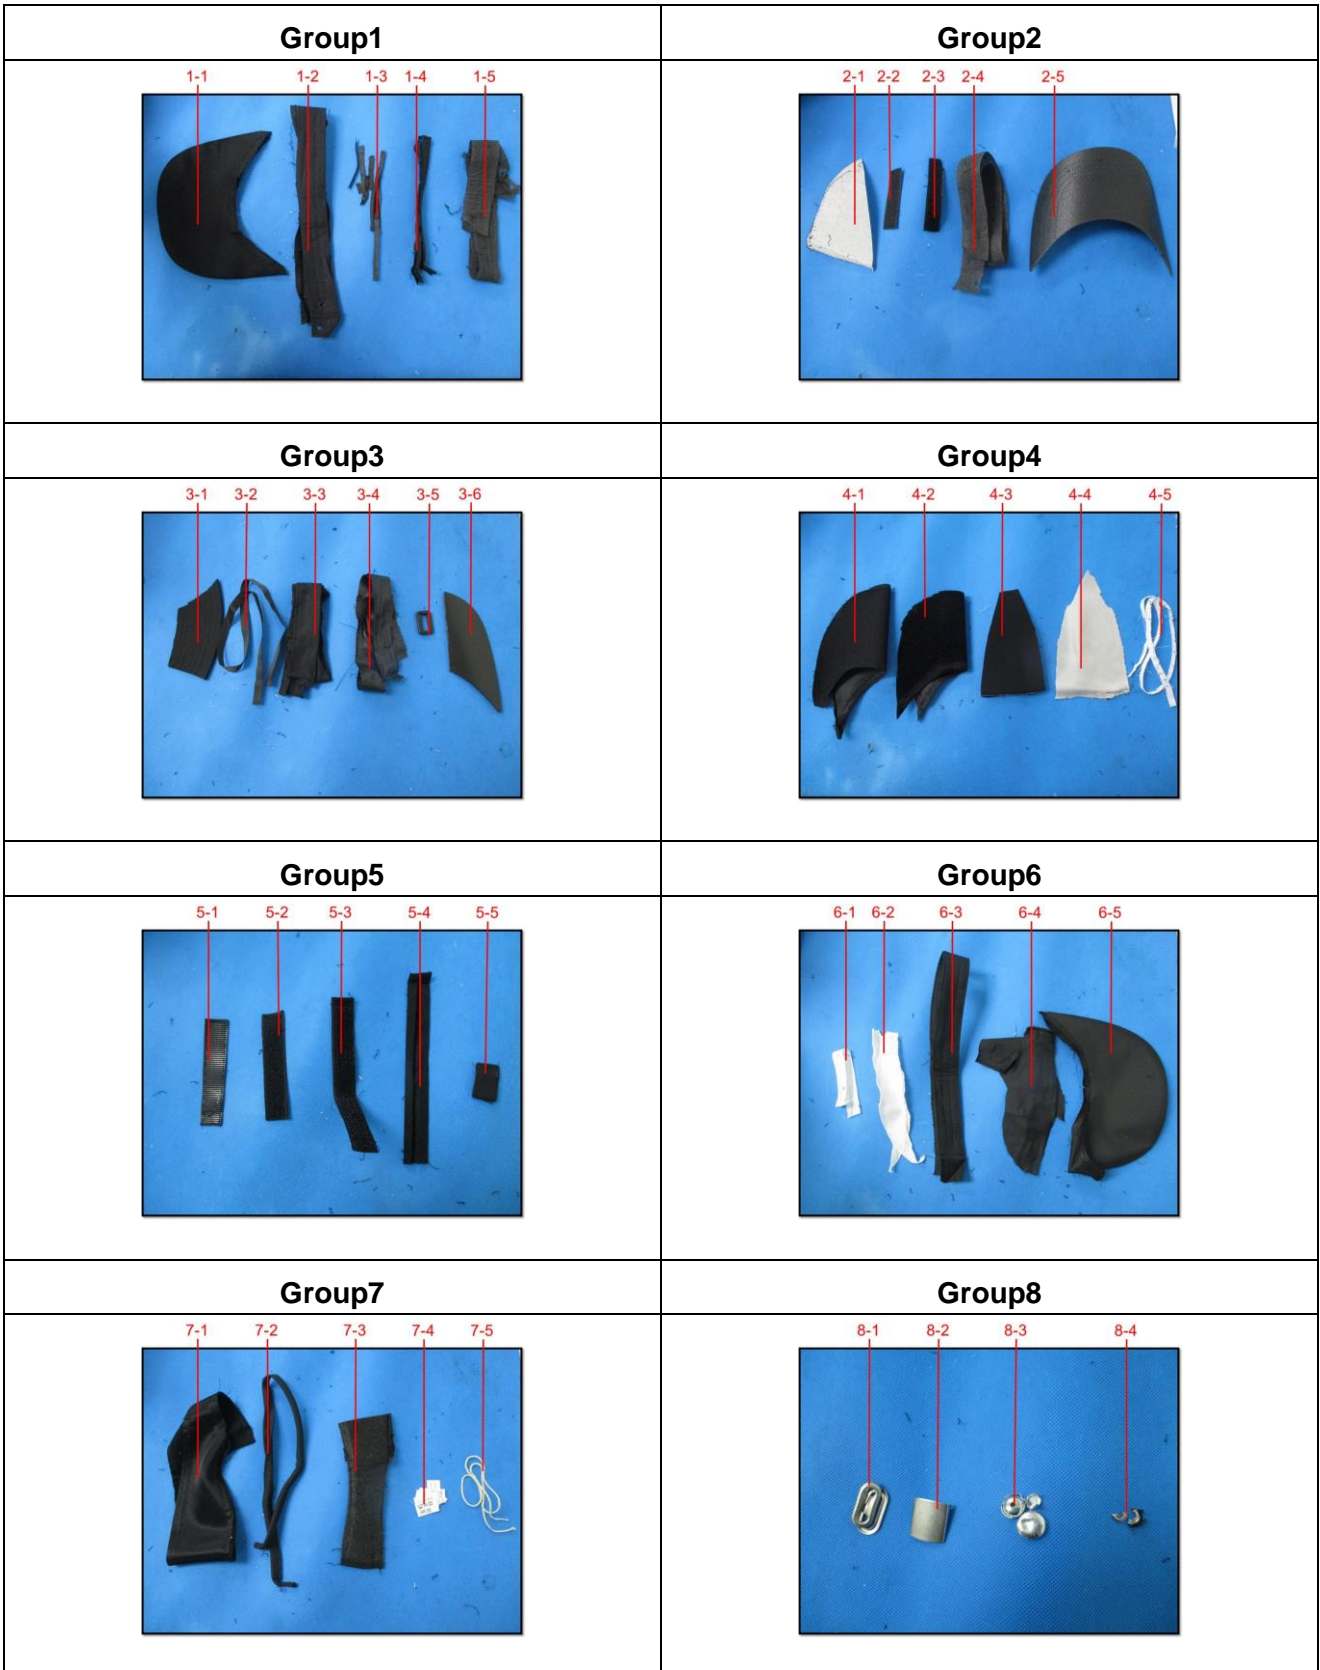 Group1
Group2
1-1 1-2 1-3 1-4 1-5
2-1 2-2 2-3 2-4 2-5
Group3
Group4
3-1 3-2 3-3 3-4 3-5 3-6
4-1 4-2 4-3 4-4 4-5
Group5
Group6
5-1 5-2 5-3 5-4 5-5
6-1 6-2 6-3 6-4 6-5
Group7
Group8
7-1 7-2 7-3 7-4 7-5
8-1 8-2 8-3 8-4